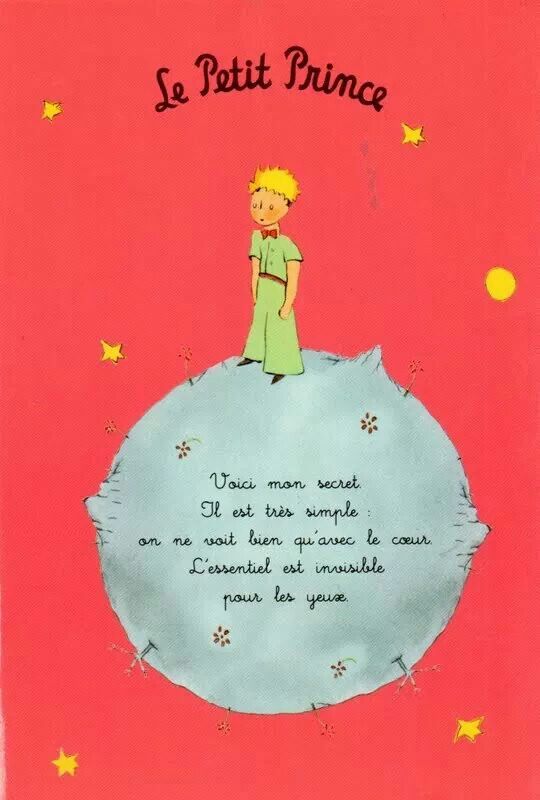 Le Petit Prince
Voici mon secret.
Il est très simple :
on ne voit bien qu'avec le cœur.
L'essentiel est invisible
pour les yeux.